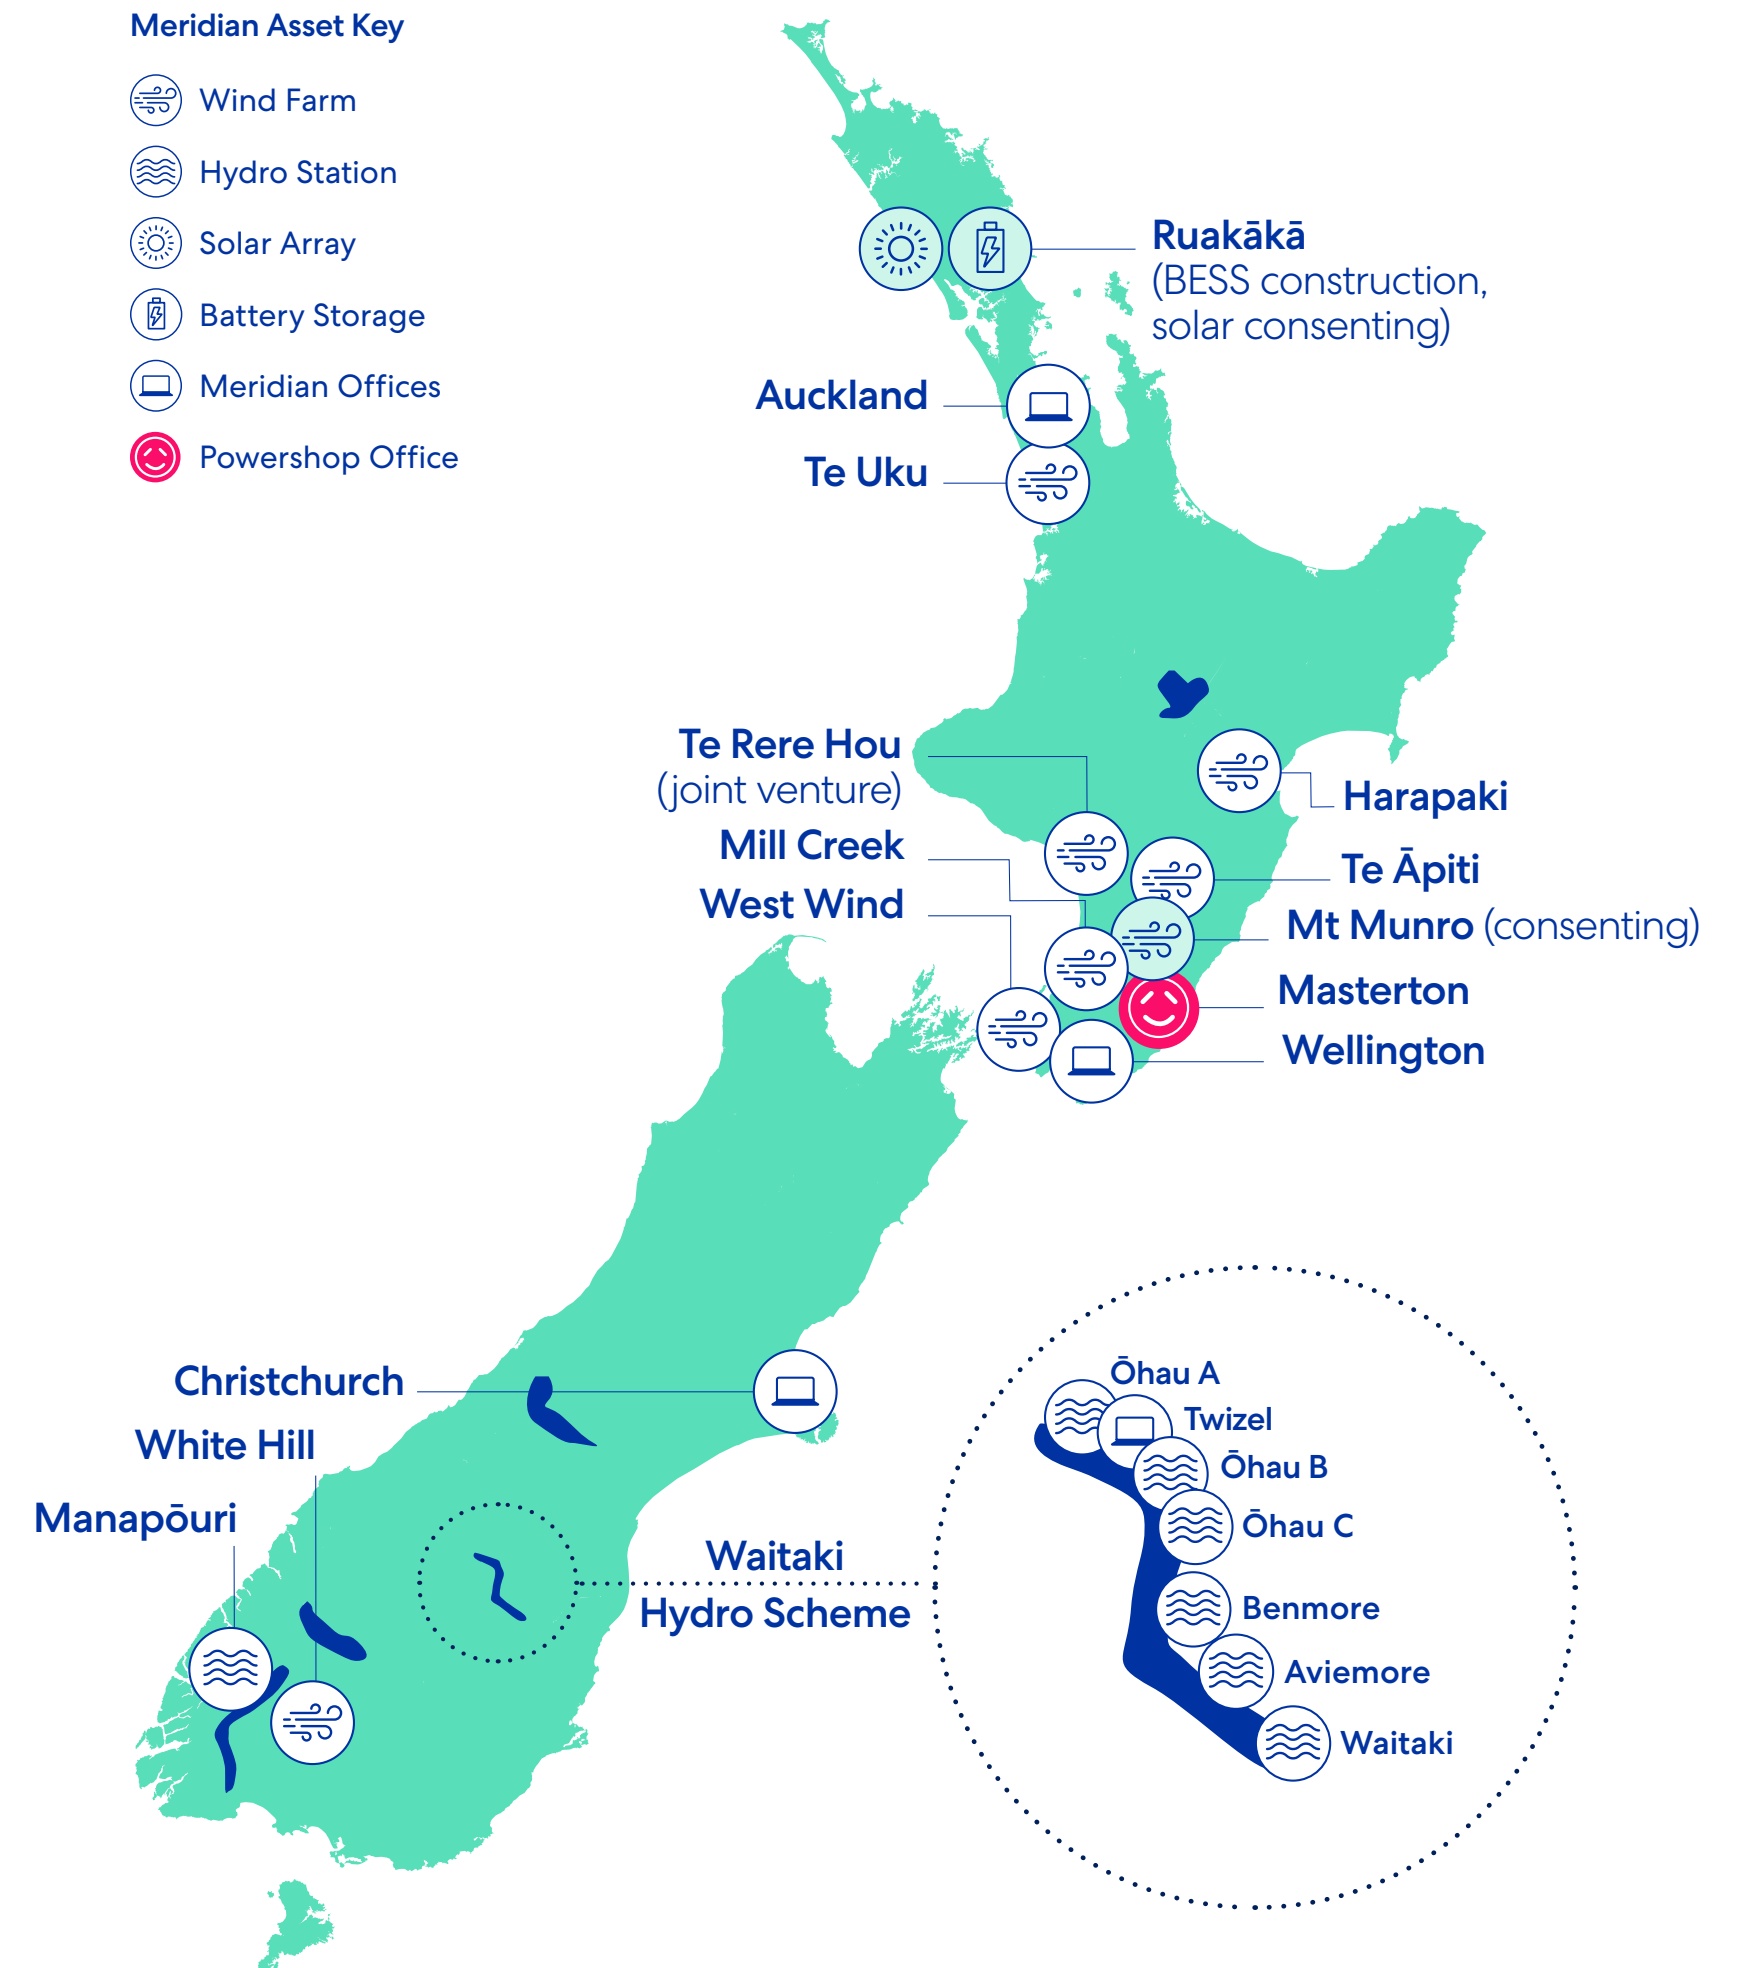 Meridian Asset Key
Wind Farm
Hydro Station
Solar Array
Battery Storage
Meridian Offices
Powershop Office
Ruakākā
(BESS construction,
solar consenting)
Auckland
Te Uku
Te Rere Hou
(joint venture)
Mill Creek
West Wind
Harapaki
Te Āpiti
Mt Munro (consenting)
Masterton
Wellington
Christchurch
White Hill
Manapōuri
Waitaki
Hydro Scheme
Ōhau A
Twizel
Ōhau B
Ōhau C
Benmore
Aviemore
Waitaki